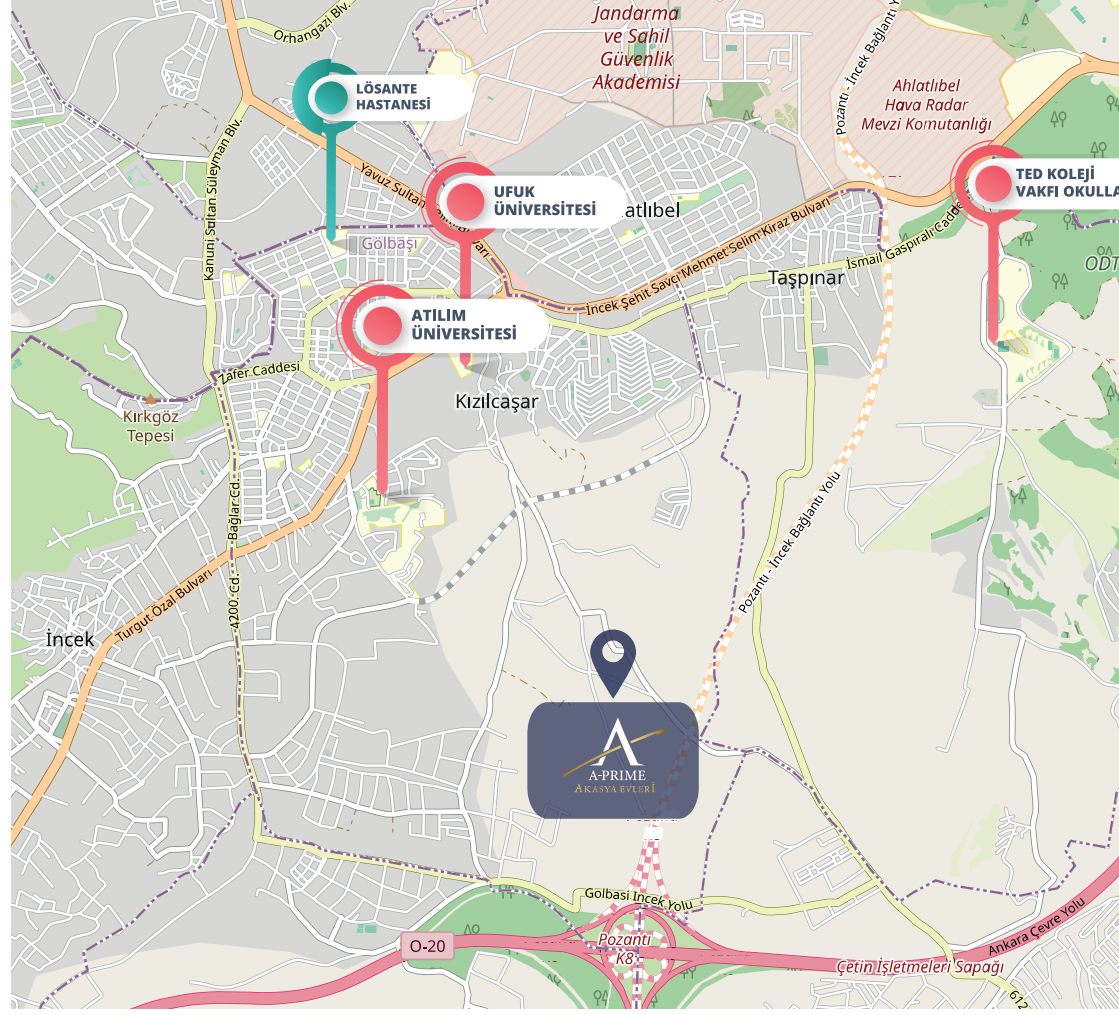 Orhangazi Blv.
Jandarma
ve Sahil
Güvenlik
Akademisi
Pozantı - İncek Bağlantı Y
Ahlatlıbel
Hava Radar
Mevzi Komutanlığı
LÖSANTE
HASTANESİ
Kanuni Sultan Süleyman Blv.
Yavuz Sultan
UFUK
ÜNİVERSİTESİ
atlıbel
TED KOLEJİ
VAKFI OKULLA
Gölbaşı
İncek Şehit Savcı Mehmet Selim Kiraz Bulvarı
İsmail Gaspıralı Cadde
Taşpınar
ODT
ATILIM
ÜNİVERSİTESİ
Zafer Caddesi
Kızılcaşar
Kırkgöz
Tepesi
Bağlar Cd.
Pozantı - İncek Bağlantı Yolu
Turgut Özal Bulvarı
4200. Cd.
İncek
A-PRIME
AKASYA EVLERİ
Golbasi Incek Yolu
O-20
Pozantı
K8
Ankara Çevre Yolu
Çetin İşletmeleri Sapağı
612